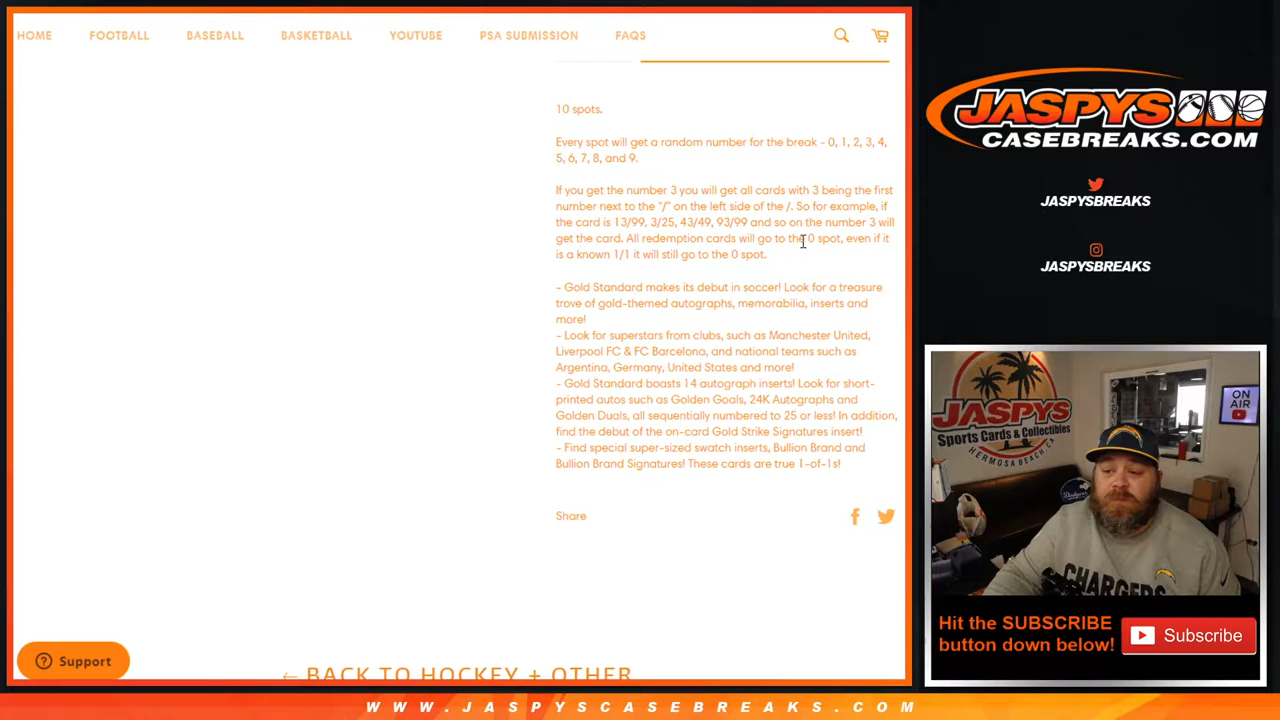 HOME FOOTBALL BASEBALL BASKETBALL YOUTUBE PSA SUBMISSION FAQS
10 spots.
Every spot will get a random number for the break - 0, 1, 2, 3, 4,
5, 6, 7, 8, and 9.
If you get the number 3 you will get all cards with 3 being the first
number next to the "/" on the left side of the /. So for example, if
the card is 13/99, 3/25, 43/49, 93/99 and so on the number 3 will
get the card. All redemption cards will go to the 0 spot, even if it
is a known 1/1 it will still go to the 0 spot.
- Gold Standard makes its debut in soccer! Look for a treasure
trove of gold-themed autographs, memorabilia, inserts and
more!
- Look for superstars from clubs, such as Manchester United,
Liverpool FC & FC Barcelona, and national teams such as
Argentina, Germany, United States and more!
- Gold Standard boasts 14 autograph inserts! Look for short-
printed autos such as Golden Goals, 24K Autographs and
Golden Duals, all sequentially numbered to 25 or less! In addition,
find the debut of the on-card Gold Strike Signatures insert!
- Find special super-sized swatch inserts, Bullion Brand and
Bullion Brand Signatures! These cards are true 1-of-1s!
Share
Support
← BACK TO HOCKEY + OTHER
JASPYS
CASEBREAKS.COM
JASPYSBREAKS
JASPYSBREAKS
JASPYS
Sports Cards & Collectibles
HERMOSA BEACH, CA
ON
AIR
Dodgers
CHARGERS
Hit the SUBSCRIBE
button down below!
Subscribe
WWW.JASPYSCASEBREAKS.COM